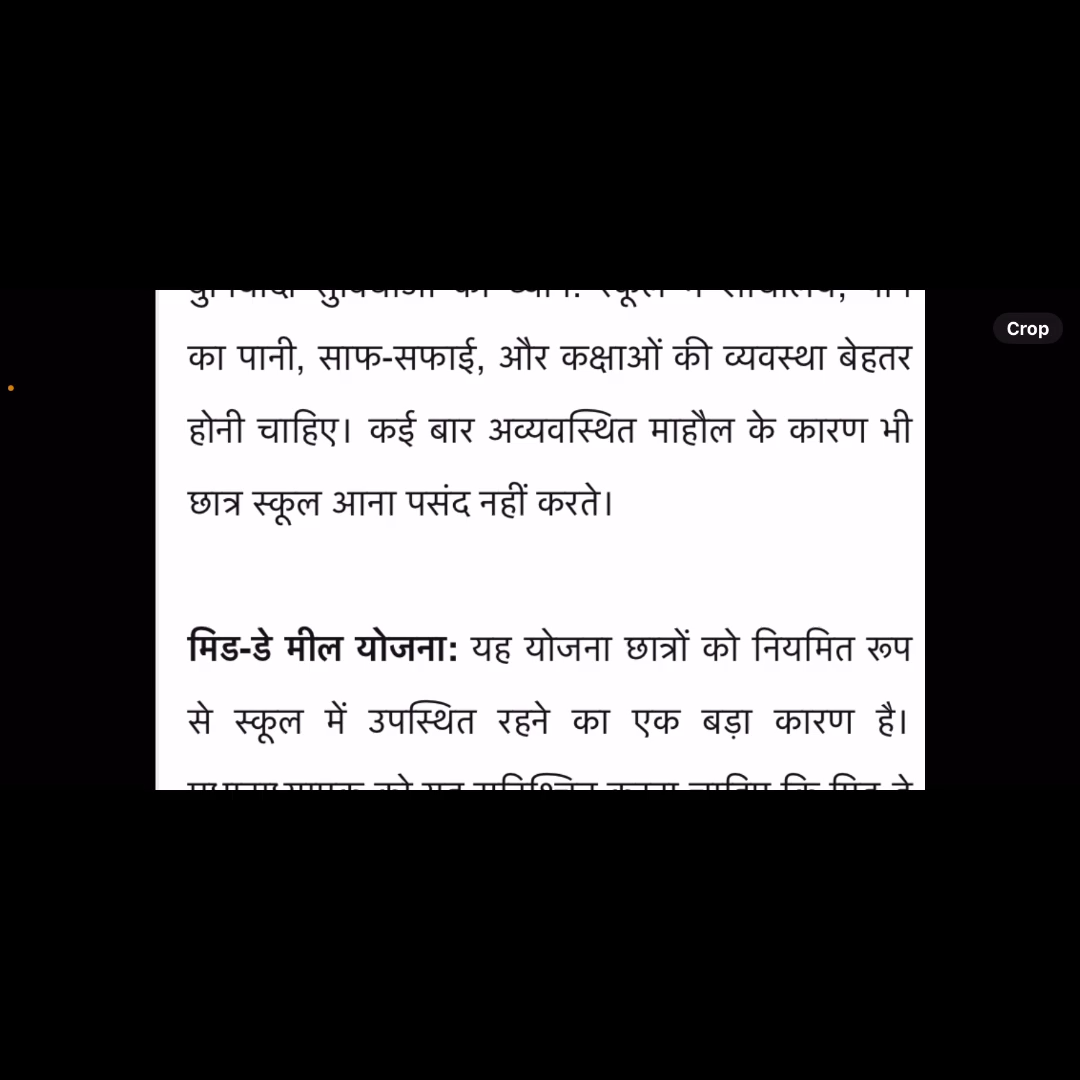 का पानी, साफ-सफाई, और कक्षाओं की व्यवस्था बेहतर
होनी चाहिए। कई बार अव्यवस्थित माहौल के कारण भी
छात्र स्कूल आना पसंद नहीं करते।
मिड-डे मील योजना: यह योजना छात्रों को नियमित रूप
से स्कूल में उपस्थित रहने का एक बड़ा कारण है।
Crop